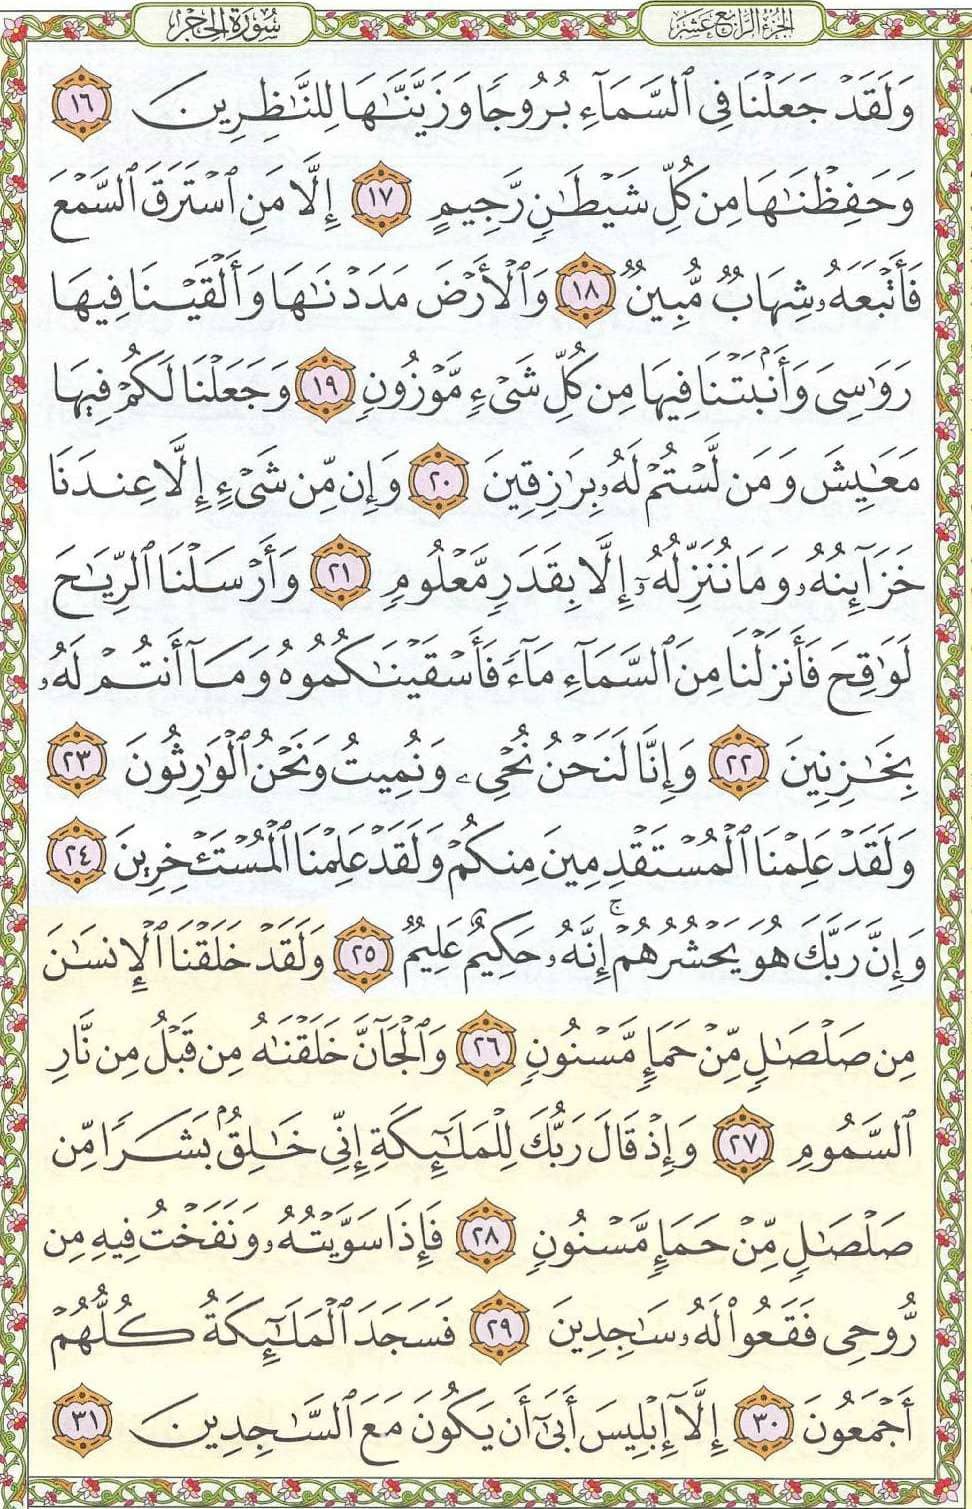 الجزء الرابع عشر
سورة الحجر
وَلَقَدْ جَعَلْنَا فِى ٱلسَّمَآءِ بُرُوجًا وَزَيَّنَّـٰهَا لِلنَّـٰظِرِينَ ١٦
وَحَفِظْنَـٰهَا مِن كُلِّ شَيْطَـٰنٍ رَّجِيمٍ ١٧ إِلَّا مَنِ ٱسْتَرَقَ ٱلسَّمْعَ
فَأَتْبَعَهُۥ شِهَابٌ مُّبِينٌ ١٨ وَٱلْأَرْضَ مَدَدْنَـٰهَا وَأَلْقَيْنَا فِيهَا
رَوَٰسِىَ وَأَنۢبَتْنَا فِيهَا مِن كُلِّ شَىْءٍ مَّوْزُونٍ ١٩ وَجَعَلْنَا لَكُمْ فِيهَا
مَعَـٰيِشَ وَمَن لَّسْتُمْ لَهُۥ بِرَٰزِقِينَ ٢٠ وَإِن مِّن شَىْءٍ إِلَّا عِندَنَا
خَزَآئِنُهُۥ وَمَا نُنَزِّلُهُۥٓ إِلَّا بِقَدَرٍ مَّعْلُومٍ ٢١ وَأَرْسَلْنَا ٱلرِّيَـٰحَ
لَوَٰقِحَ فَأَنزَلْنَا مِنَ ٱلسَّمَآءِ مَآءً فَأَسْقَيْنَـٰكُمُوهُ وَمَآ أَنتُمْ لَهُۥ
بِخَـٰزِنِينَ ٢٢ وَإِنَّا لَنَحْنُ نُحْىِۦ وَنُمِيتُ وَنَحْنُ ٱلْوَٰرِثُونَ ٢٣
وَلَقَدْ عَلِمْنَا ٱلْمُسْتَقْدِمِينَ مِنكُمْ وَلَقَدْ عَلِمْنَا ٱلْمُسْتَـْٔخِرِينَ ٢٤
وَإِنَّ رَبَّكَ هُوَ يَحْشُرُهُمْ ۚ إِنَّهُۥ حَكِيمٌ عَلِيمٌ ٢٥ وَلَقَدْ خَلَقْنَا ٱلْإِنسَـٰنَ
مِن صَلْصَـٰلٍ مِّنْ حَمَإٍ مَّسْنُونٍ ٢٦ وَٱلْجَآنَّ خَلَقْنَـٰهُ مِن قَبْلُ مِن نَّارِ
ٱلسَّمُومِ ٢٧ وَإِذْ قَالَ رَبُّكَ لِلْمَلَـٰٓئِكَةِ إِنِّى خَـٰلِقٌۢ بَشَرًا مِّن
صَلْصَـٰلٍ مِّنْ حَمَإٍ مَّسْنُونٍ ٢٨ فَإِذَا سَوَّيْتُهُۥ وَنَفَخْتُ فِيهِ مِن
رُّوحِى فَقَعُوا۟ لَهُۥ سَـٰجِدِينَ ٢٩ فَسَجَدَ ٱلْمَلَـٰٓئِكَةُ كُلُّهُمْ
أَجْمَعُونَ ٣٠ إِلَّآ إِبْلِيسَ أَبَىٰٓ أَن يَكُونَ مَعَ ٱلسَّـٰجِدِينَ ٣١